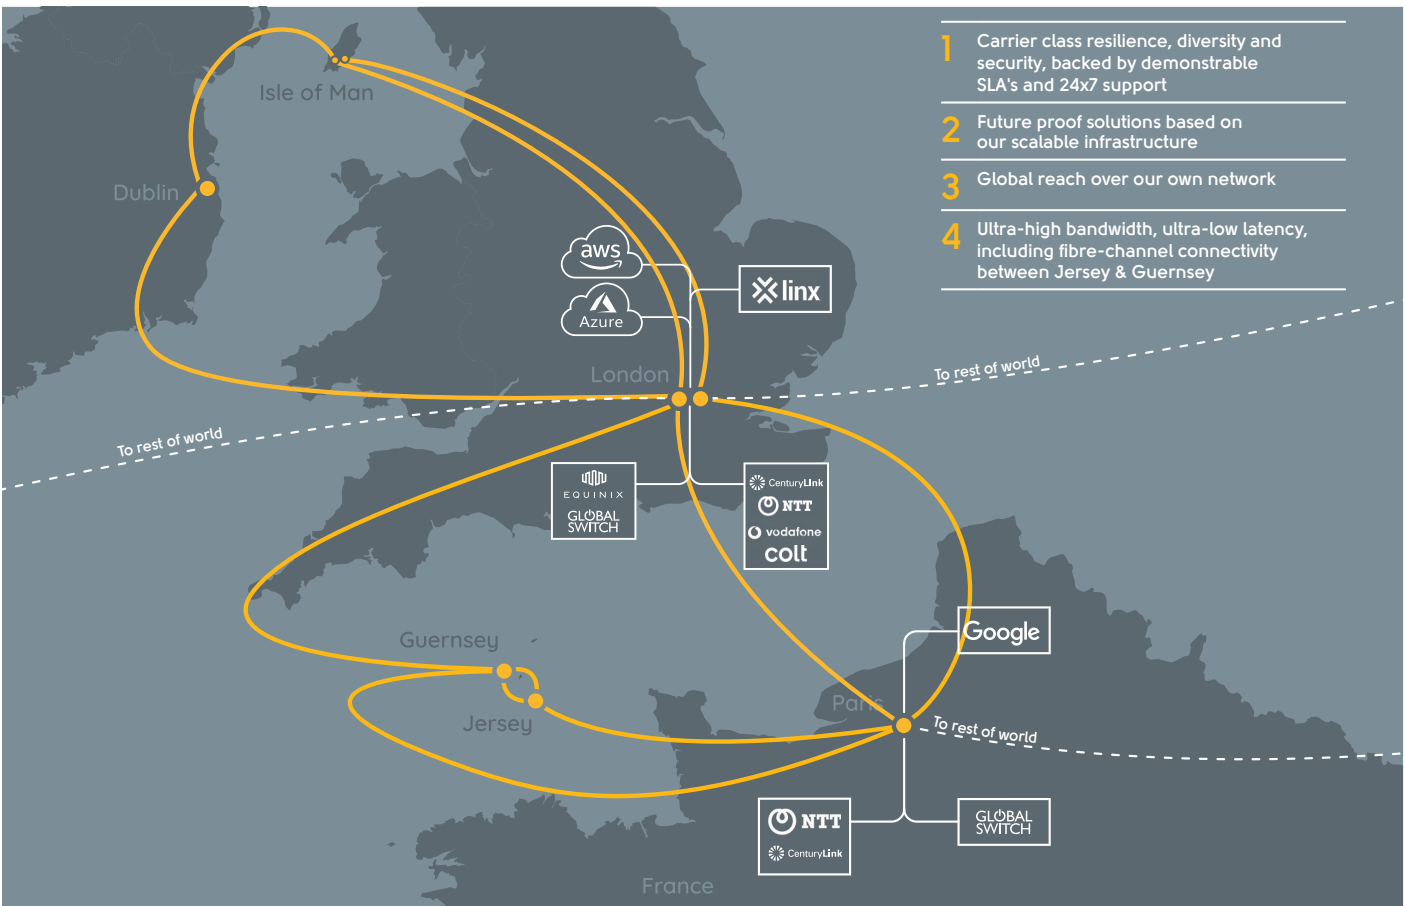 1 Carrier class resilience, diversity and
security, backed by demonstrable
SLA's and 24x7 support
2 Future proof solutions based on
our scalable infrastructure
3 Global reach over our own network
4 Ultra-high bandwidth, ultra-low latency,
including fibre-channel connectivity
between Jersey & Guernsey
Isle of Man
Dublin
aws
linx
Azure
London
To rest of world
To rest of world
EQUINIX
GLOBAL
SWITCH
CenturyLink
NTT
vodafone
colt
Google
Guernsey
Jersey
Paris
To rest of world
NTT
CenturyLink
GLOBAL
SWITCH
France